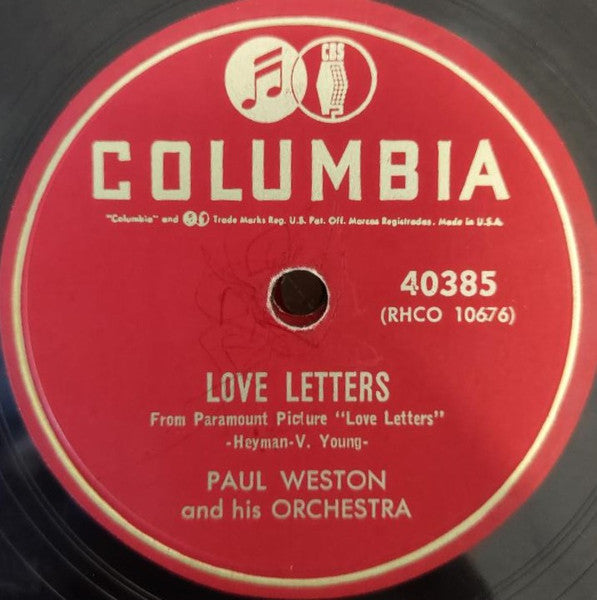 CBS
COLUMBIA
"Columbia" and Trade Marks Reg. U.S. Pat. Off. Marcas Registradas. Made in U.S.A.
40385
(RHCO 10676)
LOVE LETTERS
From Paramount Picture "Love Letters"
-Heyman-V. Young-
PAUL WESTON
and his ORCHESTRA